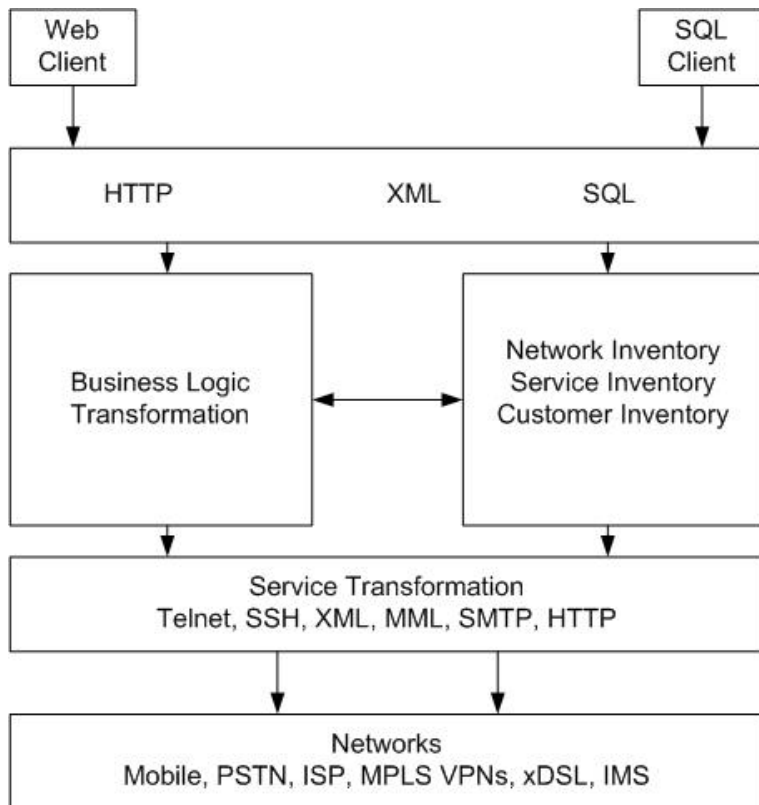 Web
Client
SQL
Client
HTTP
XML
SQL
Business Logic
Transformation
Network Inventory
Service Inventory
Customer Inventory
Service Transformation
Telnet, SSH, XML, MML, SMTP, HTTP
Networks
Mobile, PSTN, ISP, MPLS VPNs, xDSL, IMS